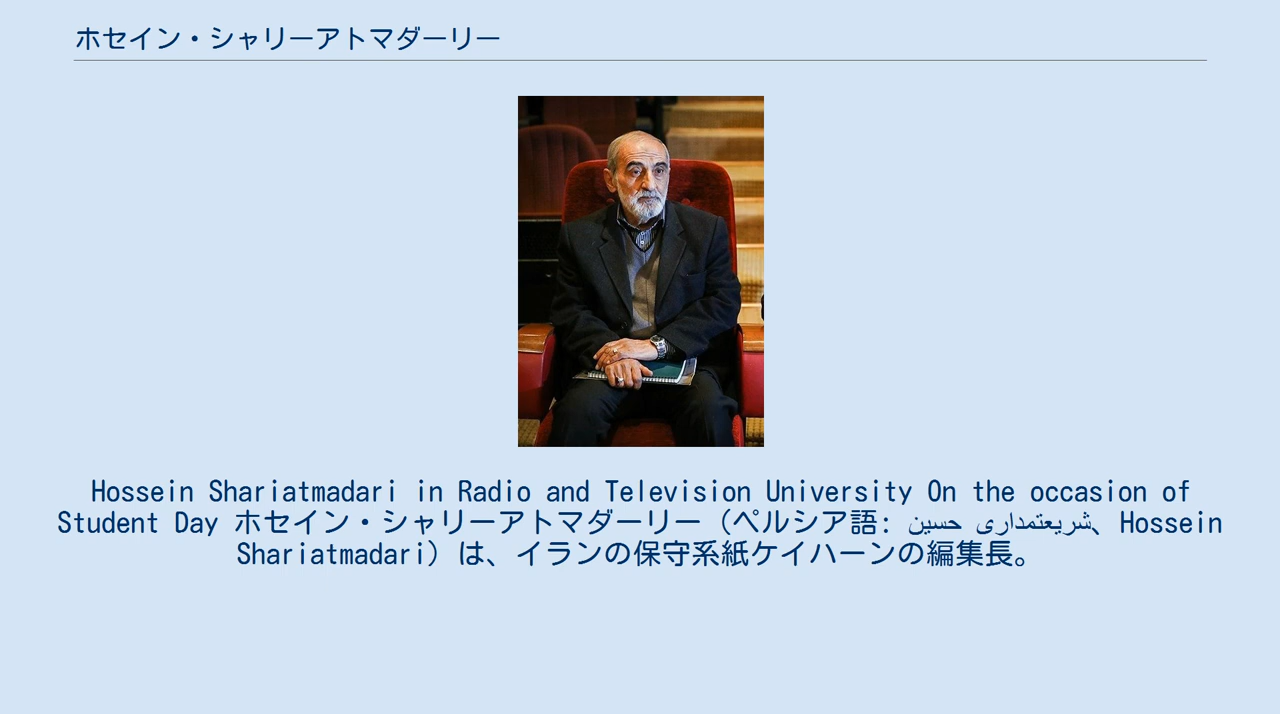 ホセイン・シャリーアトマダーリー
Hossein Shariatmadari in Radio and Television University On the occasion of
Student Day ホセイン・シャリーアトマダーリー（ペルシア語: حسین شریعتمداری、Hossein
Shariatmadari）は、イランの保守系紙ケイハーンの編集長。